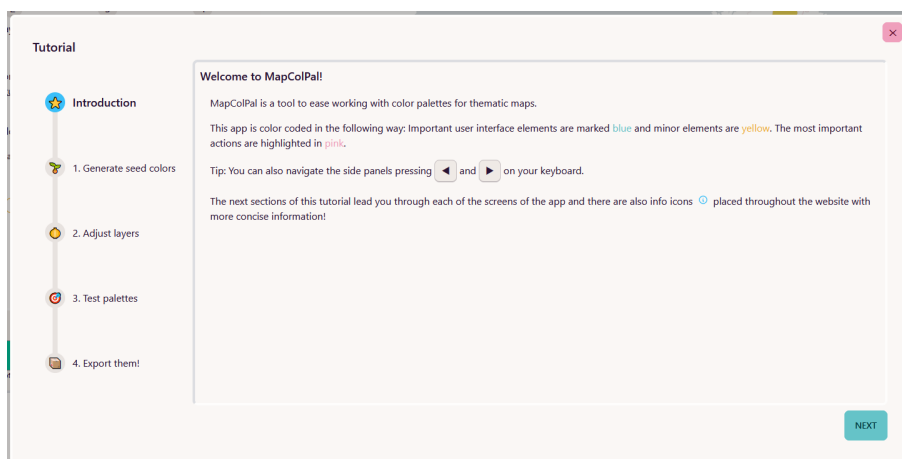 Tutorial
Introduction
1. Generate seed colors
2. Adjust layers
3. Test palettes
4. Export them!
Welcome to MapColPal!
MapColPal is a tool to ease working with color palettes for thematic maps.
This app is color coded in the following way: Important user interface elements are marked blue and minor elements are yellow. The most important
actions are highlighted in pink.
Tip: You can also navigate the side panels pressing ◀ and ▶ on your keyboard.
The next sections of this tutorial lead you through each of the screens of the app and there are also info icons placed throughout the website with
more concise information!
NEXT